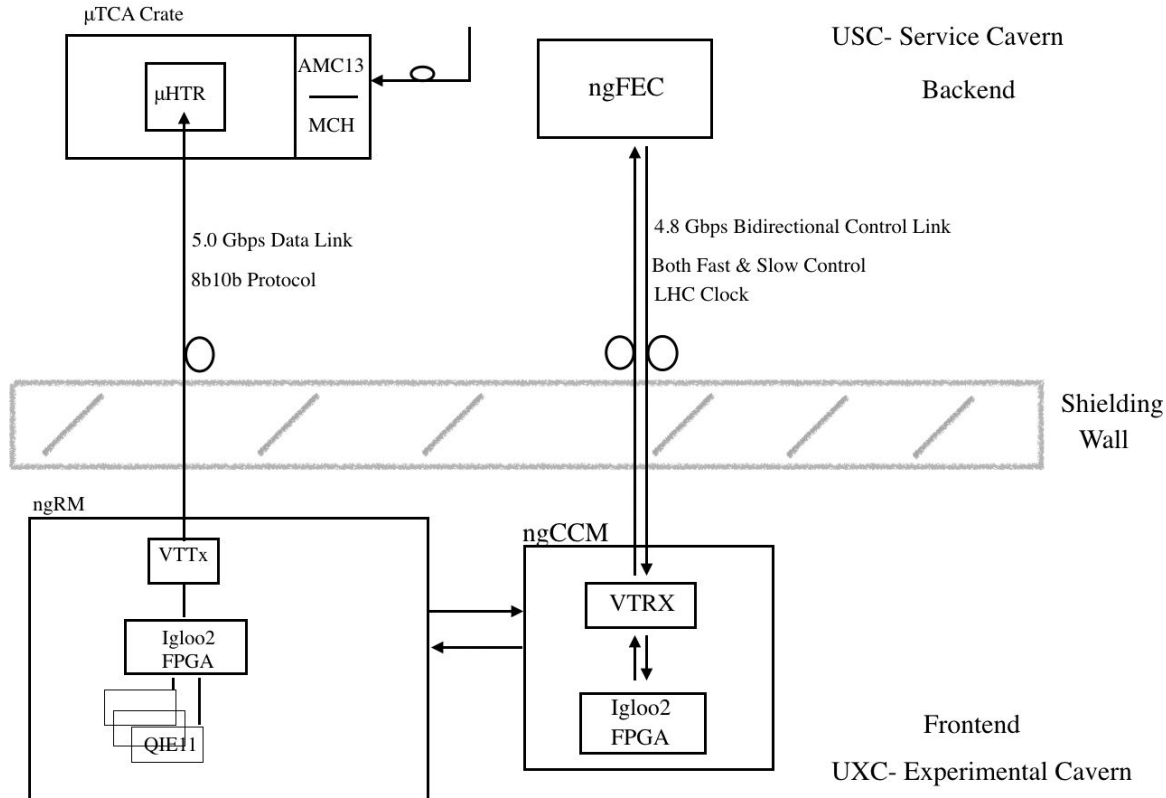 μTCA Crate
USC- Service Cavern
AMC13
μHTR
MCH
ngFEC
Backend
5.0 Gbps Data Link
8b10b Protocol
4.8 Gbps Bidirectional Control Link
Both Fast & Slow Control
LHC Clock
Shielding
Wall
ngRM
VTTx
Igloo2
FPGA
QIE11
ngCCM
VTRX
Igloo2
FPGA
Frontend
UXC- Experimental Cavern